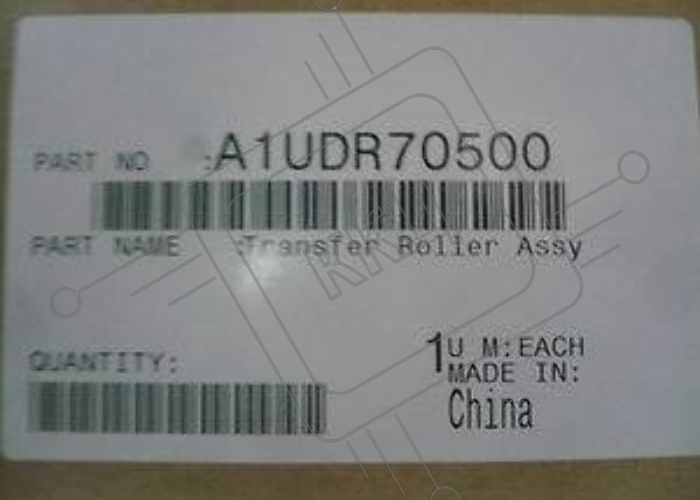 PART NO :A1UDR70500
PART NAME :Transfer Roller Assy
QUANTITY:
1 U M:EACH
MADE IN:
China